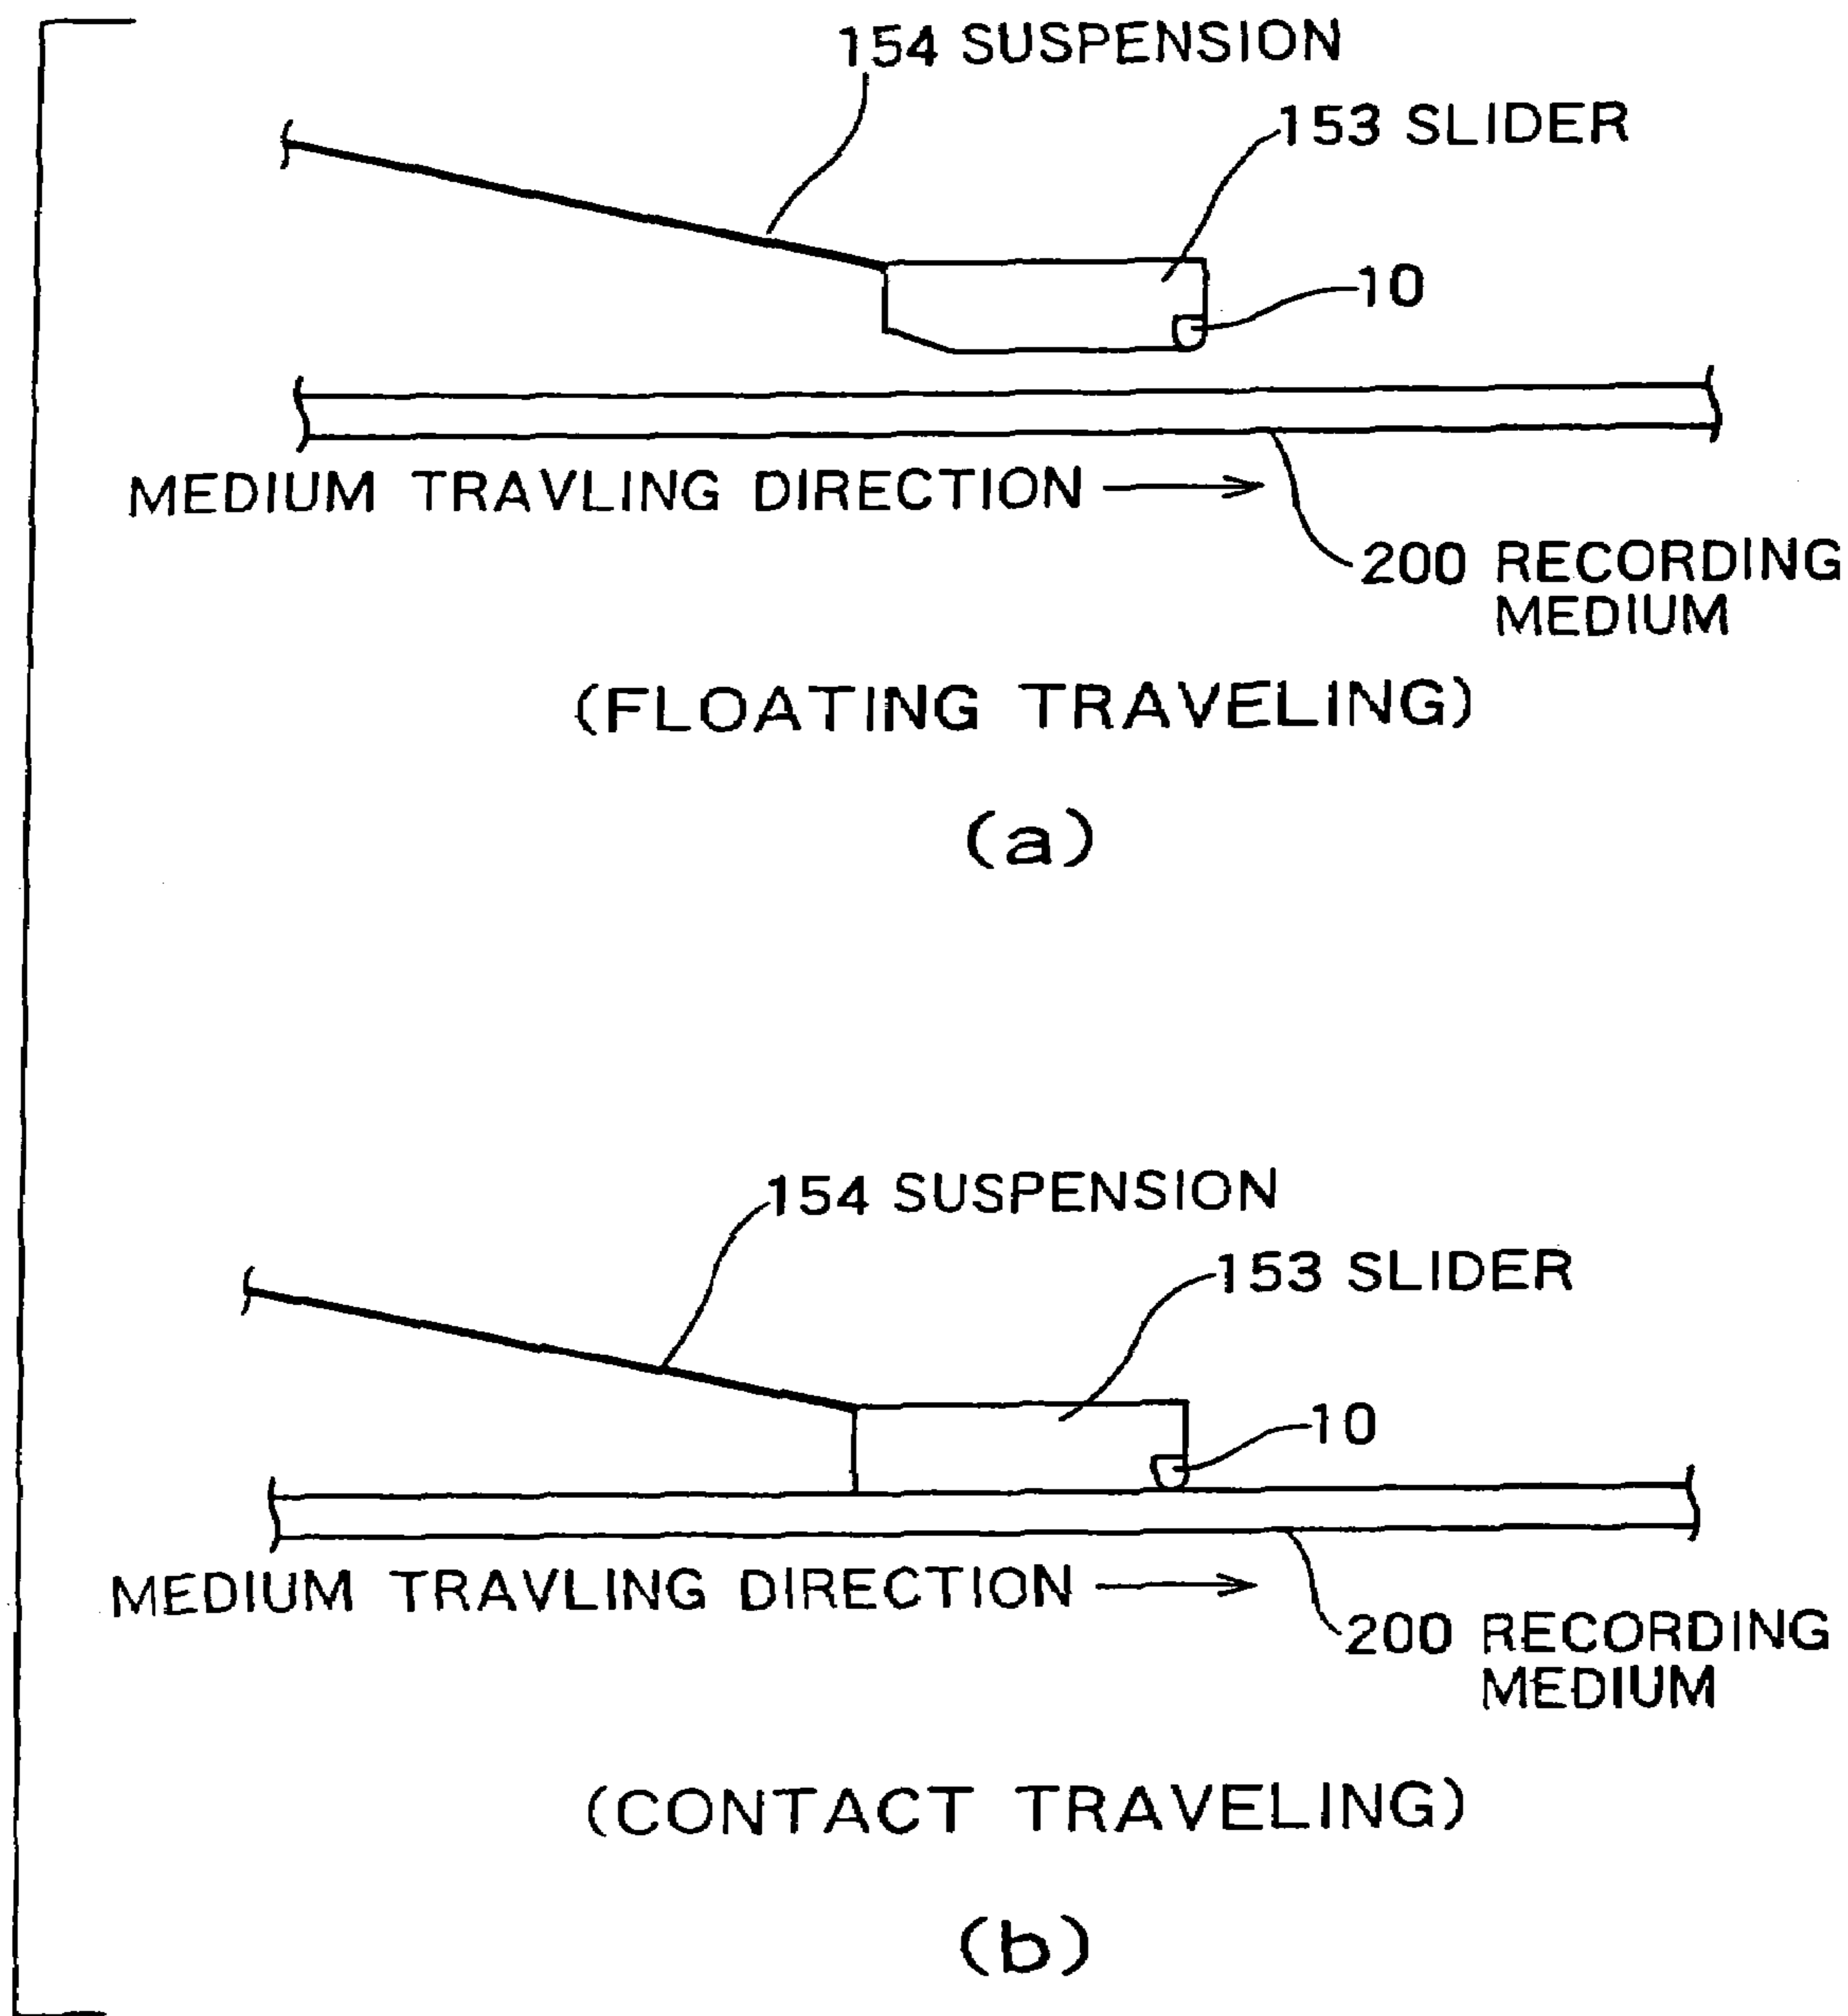 154 SUSPENSION
153 SLIDER
10
MEDIUM TRAVLING DIRECTION
200 RECORDING
MEDIUM
(FLOATING TRAVELING)
(a)
154 SUSPENSION
153 SLIDER
10
MEDIUM TRAVLING DIRECTION
200 RECORDING
MEDIUM
(CONTACT TRAVELING)
(b)